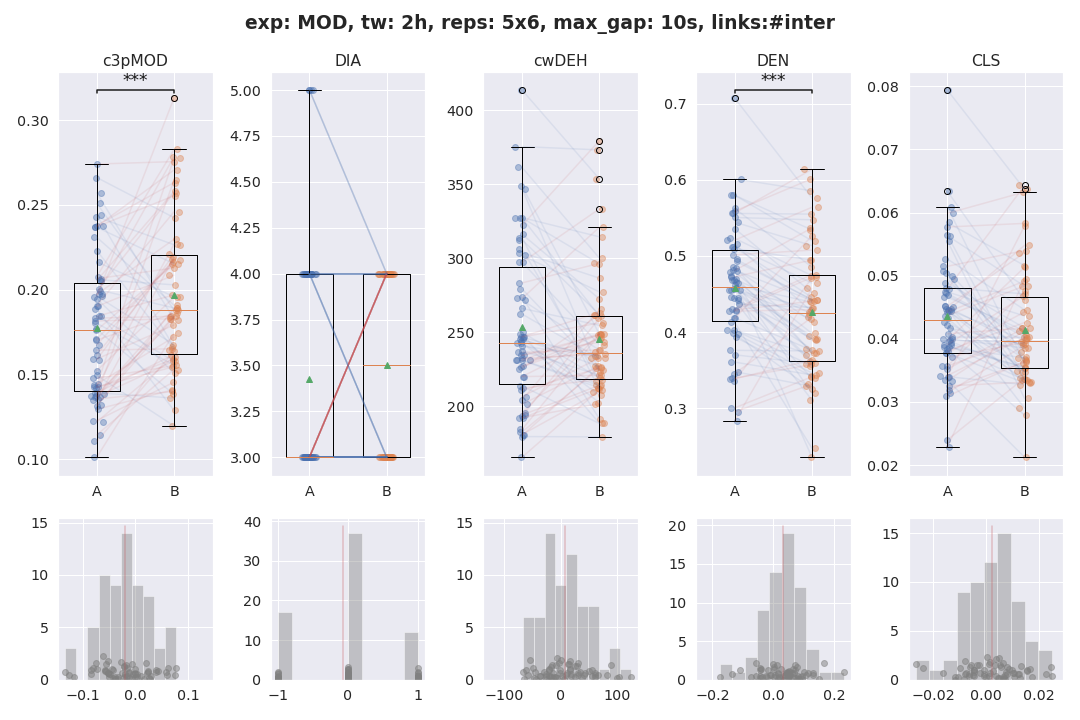 exp: MOD, tw: 2h, reps: 5x6, max_gap: 10s, links:#inter
c3pMOD DIA cwDEH DEN CLS
*** ***
0.30 0.25 0.20 0.15 0.10
5.00 4.75 4.50 4.25 4.00 3.75 3.50 3.25 3.00
400 350 300 250 200
0.7 0.6 0.5 0.4 0.3
0.08 0.07 0.06 0.05 0.04 0.03 0.02
A B A B A B A B A B
15 10 5 0
40 30 20 10 0
15 10 5 0
20 15 10 5 0
15 10 5 0
−0.1 0.0 0.1
−1 0 1
−100 0 100
−0.2 0.0 0.2
−0.02 0.00 0.02